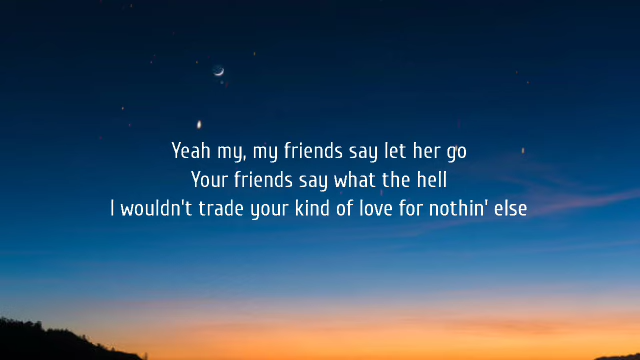 Yeah my, my friends say let her go
Your friends say what the hell
I wouldn't trade your kind of love for nothin' else